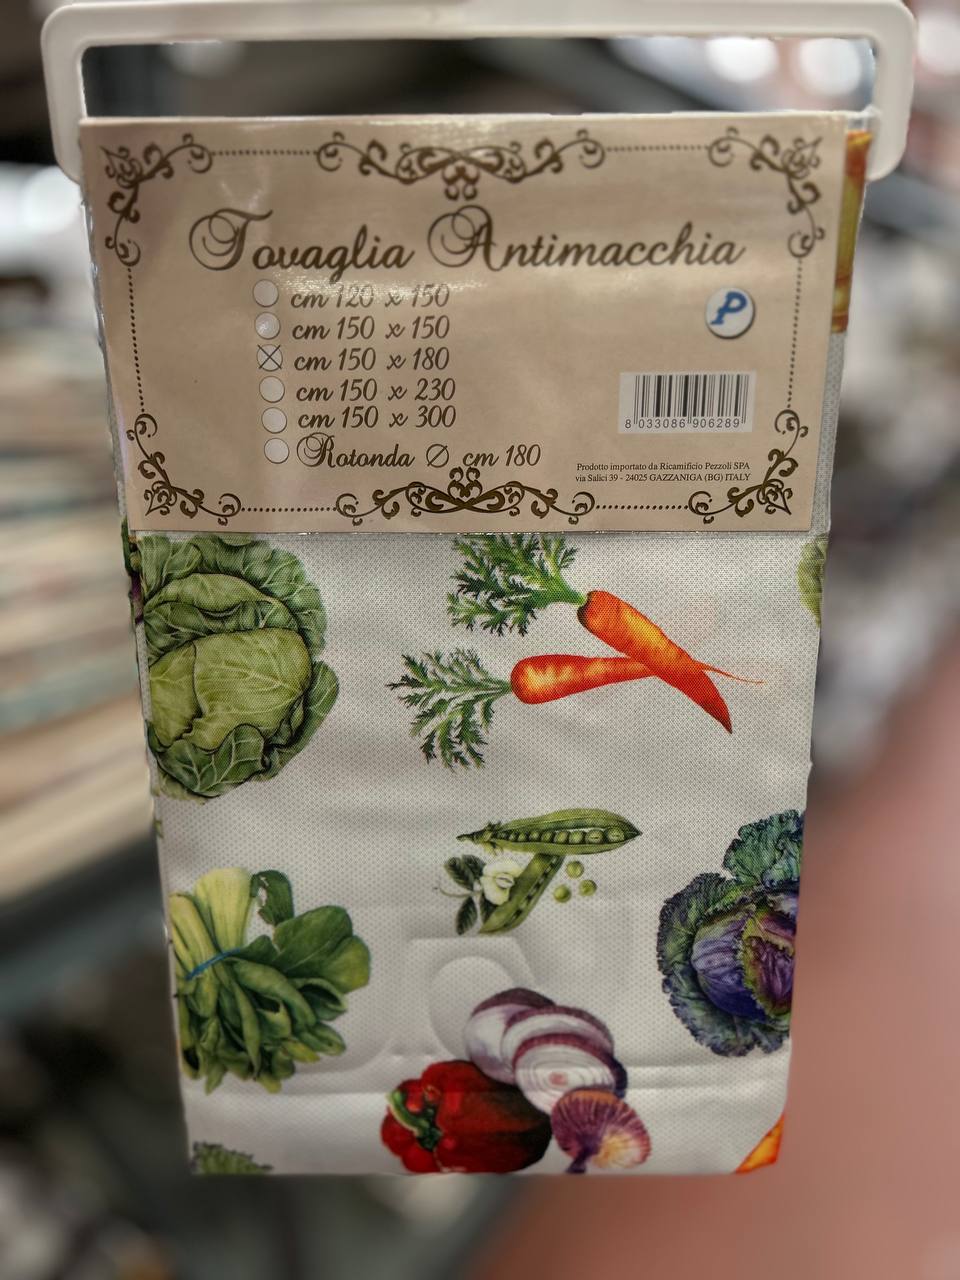 Tovaglia Antimacchia
cm 120 x 150
cm 150 x 150
cm 150 x 180
cm 150 x 230
cm 150 x 300
Rotonda Ø cm 180
P
8 033086 906289
Prodotto importato da Ricamificio Pezzoli SPA
via Salici 39 - 24025 GAZZANIGA (BG) ITALY